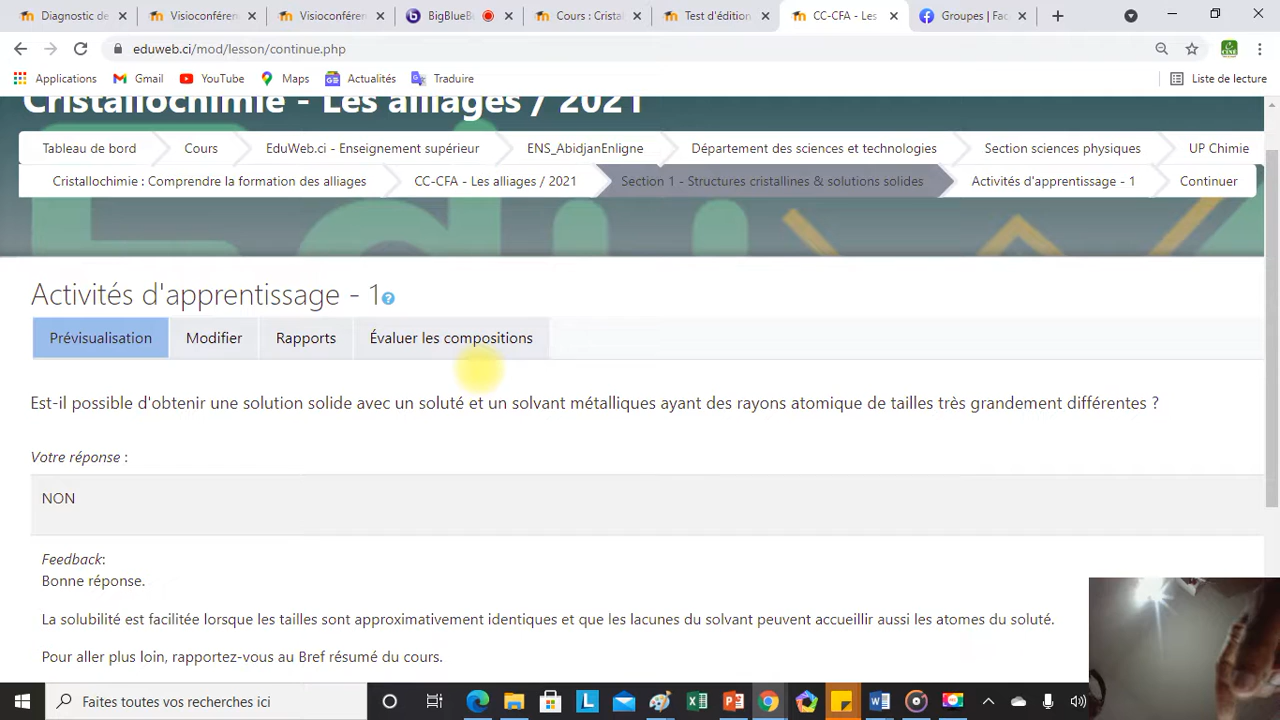 Diagnostic de
Visioconféren
Visioconféren
BigBlueBu
Cours : Cristal
Test d'édition
CC-CFA - Les
Groupes | Fac
eduweb.ci/mod/lesson/continue.php
Applications
Gmail
YouTube
Maps
Actualités
Traduire
Liste de lecture
Cristallochimie - Les alliages / 2021
Tableau de bord
Cours
EduWeb.ci - Enseignement supérieur
ENS_AbidjanEnligne
Département des sciences et technologies
Section sciences physiques
UP Chimie
Cristallochimie : Comprendre la formation des alliages
CC-CFA - Les alliages / 2021
Section 1 - Structures cristallines & solutions solides
Activités d'apprentissage - 1
Continuer
Activités d'apprentissage - 1
Prévisualisation
Modifier
Rapports
Évaluer les compositions
Est-il possible d'obtenir une solution solide avec un soluté et un solvant métalliques ayant des rayons atomique de tailles très grandement différentes ?
Votre réponse :
NON
Feedback:
Bonne réponse.
La solubilité est facilitée lorsque les tailles sont approximativement identiques et que les lacunes du solvant peuvent accueillir aussi les atomes du soluté.
Pour aller plus loin, rapportez-vous au Bref résumé du cours.
Faites toutes vos recherches ici